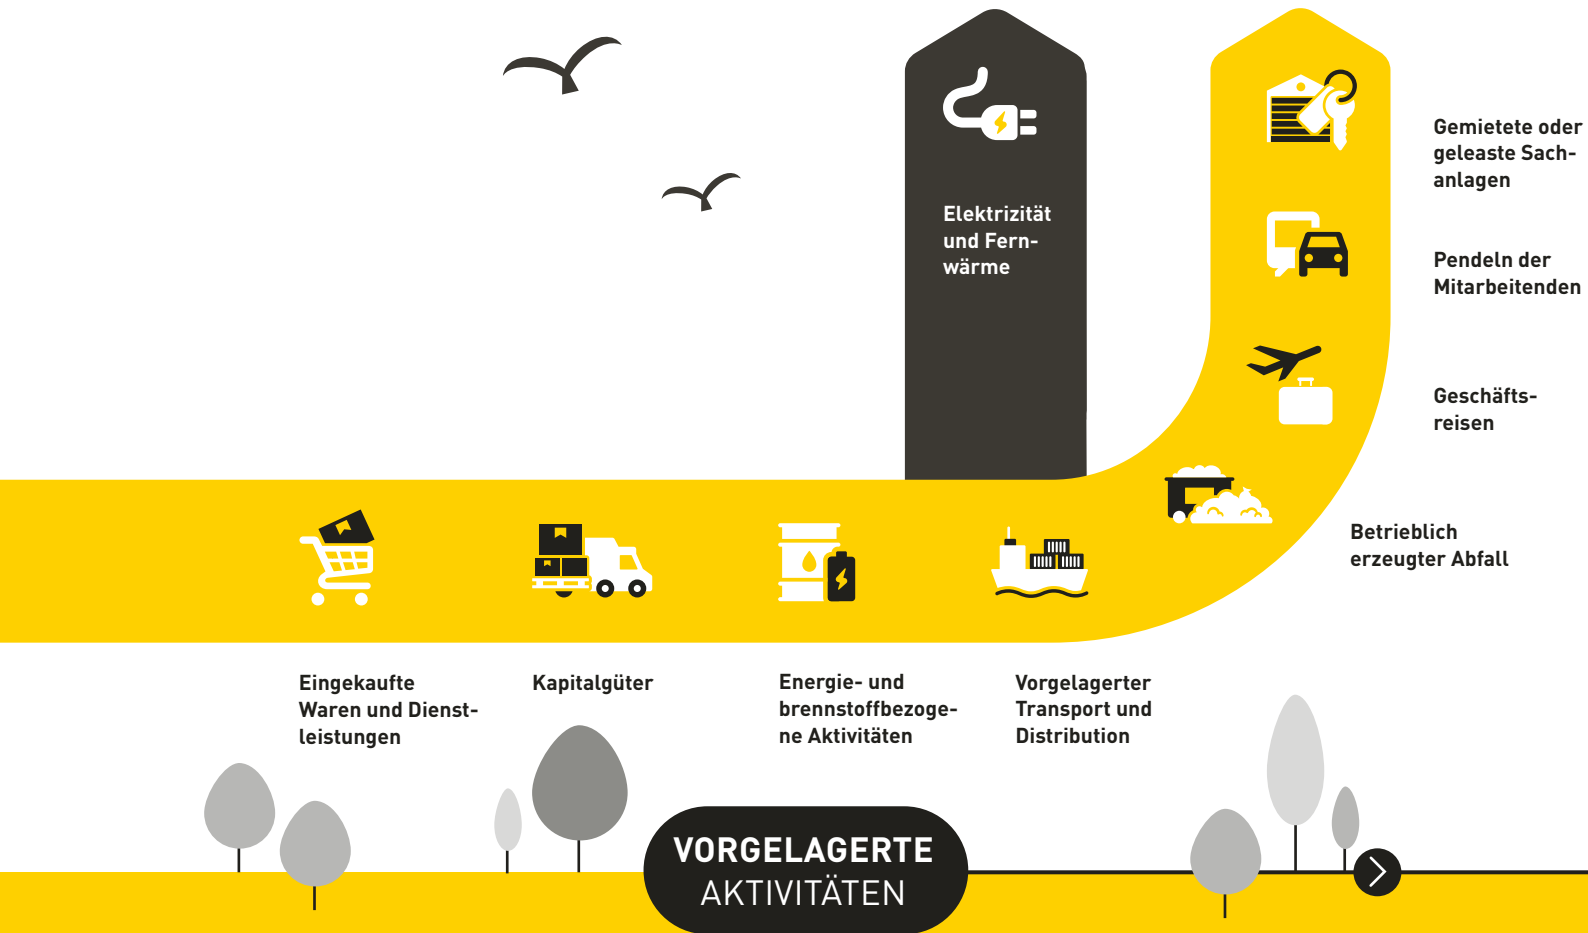 Elektrizität
und Fern-
wärme
Gemietete oder
geleaste Sach-
anlagen
Pendeln der
Mitarbeitenden
Geschäfts-
reisen
Betrieblich
erzeugter Abfall
Eingekaufte
Waren und Dienst-
leistungen
Kapitalgüter
Energie- und
brennstoffbezoge-
ne Aktivitäten
Vorgelagerter
Transport und
Distribution
VORGELAGERTE
AKTIVITÄTEN